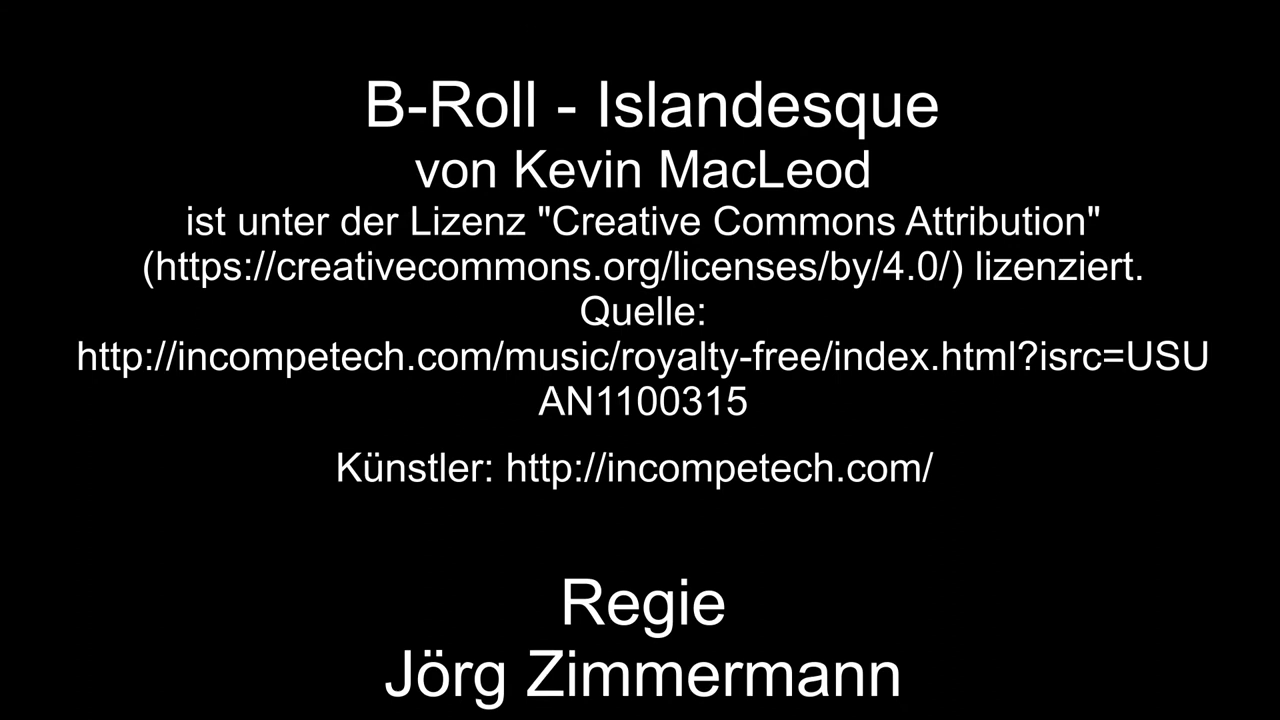 B-Roll - Islandesque
von Kevin MacLeod
ist unter der Lizenz "Creative Commons Attribution"
(https://creativecommons.org/licenses/by/4.0/) lizenziert.
Quelle:
http://incompetech.com/music/royalty-free/index.html?isrc=USU
AN1100315
Künstler: http://incompetech.com/
Regie
Jörg Zimmermann